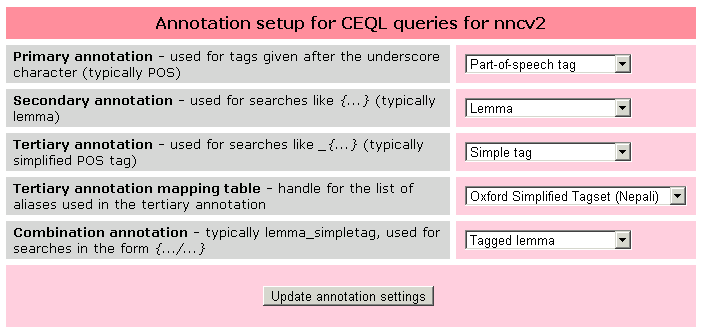 Annotation setup for CEQL queries for nncv2
Primary annotation – used for tags given after the underscore
character (typically POS)
Part-of-speech tag
Secondary annotation – used for searches like {...} (typically
lemma)
Lemma
Tertiary annotation – used for searches like _{...} (typically
simplified POS tag)
Simple tag
Tertiary annotation mapping table – handle for the list of
aliases used in the tertiary annotation
Oxford Simplified Tagset (Nepali)
Combination annotation – typically lemma_simpletag, used for
searches in the form {.../...}
Tagged lemma
Update annotation settings